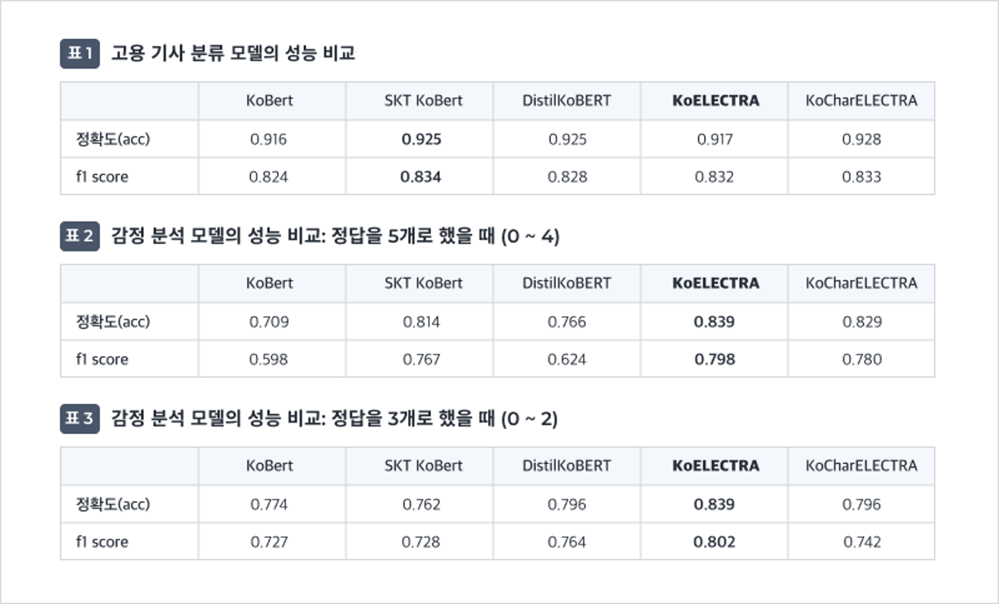 표 1 고용 기사 분류 모델의 성능 비교
KoBert SKT KoBert DistilKoBERT KoELECTRA KoCharELECTRA
정확도(acc) 0.916 0.925 0.925 0.917 0.928
f1 score 0.824 0.834 0.828 0.832 0.833
표 2 감정 분석 모델의 성능 비교: 정답을 5개로 했을 때 (0 ~ 4)
KoBert SKT KoBert DistilKoBERT KoELECTRA KoCharELECTRA
정확도(acc) 0.709 0.814 0.766 0.839 0.829
f1 score 0.598 0.767 0.624 0.798 0.780
표 3 감정 분석 모델의 성능 비교: 정답을 3개로 했을 때 (0 ~ 2)
KoBert SKT KoBert DistilKoBERT KoELECTRA KoCharELECTRA
정확도(acc) 0.774 0.762 0.796 0.839 0.796
f1 score 0.727 0.728 0.764 0.802 0.742